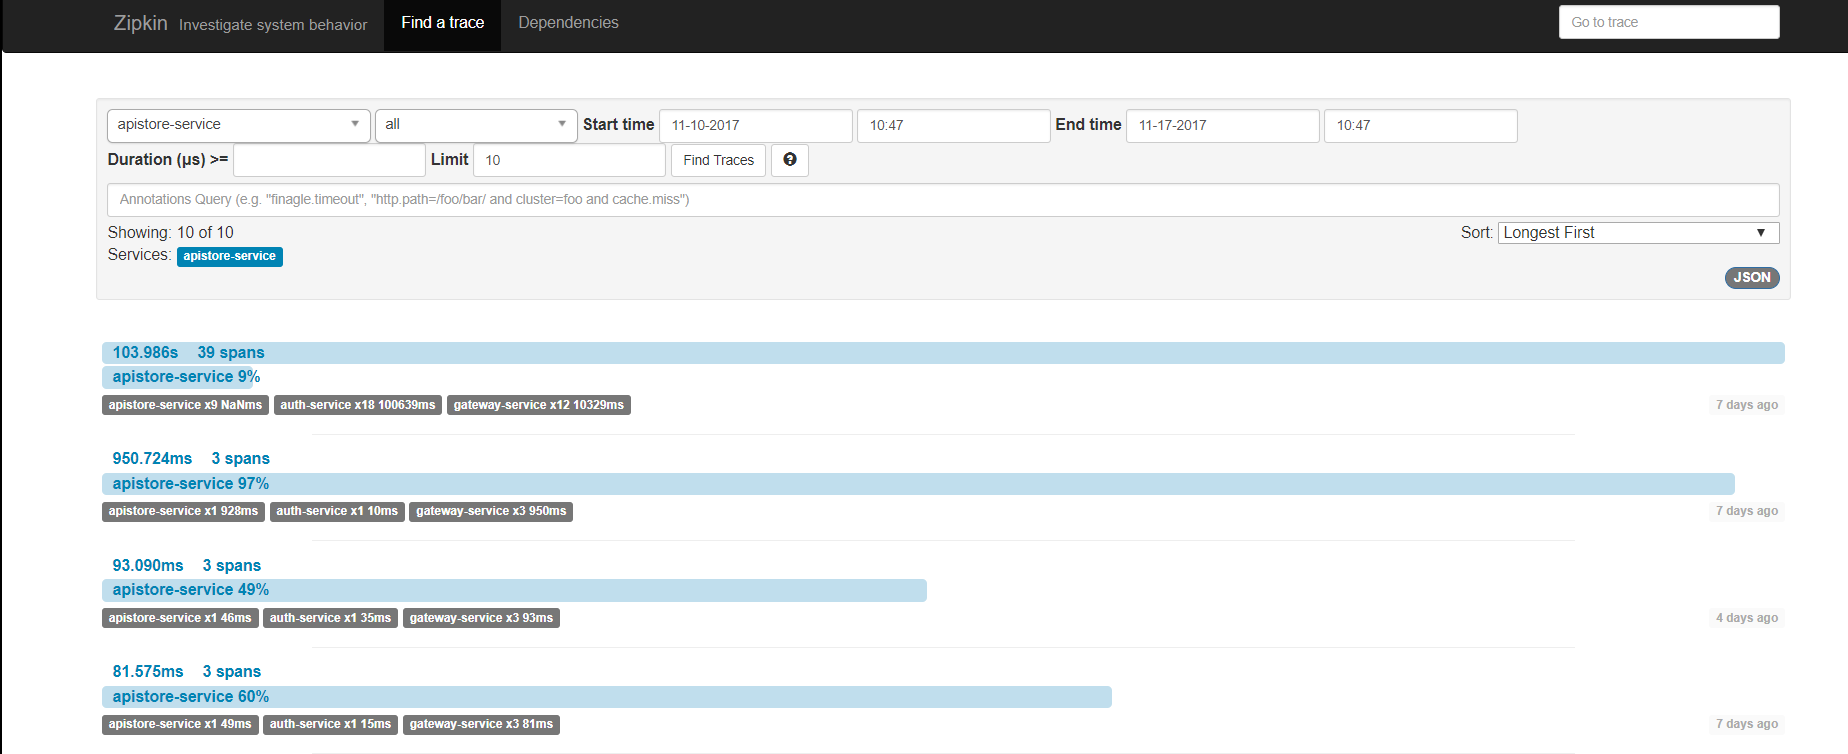 Zipkin Investigate system behavior Find a trace Dependencies Go to trace
apistore-service all Start time 11-10-2017 10:47 End time 11-17-2017 10:47
Duration (μs) >= Limit 10 Find Traces ?
Annotations Query (e.g. "finagle.timeout", "http.path=/foo/bar/ and cluster=foo and cache.miss")
Showing: 10 of 10 Sort: Longest First
Services: apistore-service
JSON
103.986s 39 spans
apistore-service 9%
apistore-service x9 NaNms auth-service x18 100639ms gateway-service x12 10329ms 7 days ago
950.724ms 3 spans
apistore-service 97%
apistore-service x1 928ms auth-service x1 10ms gateway-service x3 950ms 7 days ago
93.090ms 3 spans
apistore-service 49%
apistore-service x1 46ms auth-service x1 35ms gateway-service x3 93ms 4 days ago
81.575ms 3 spans
apistore-service 60%
apistore-service x1 49ms auth-service x1 15ms gateway-service x3 81ms 7 days ago